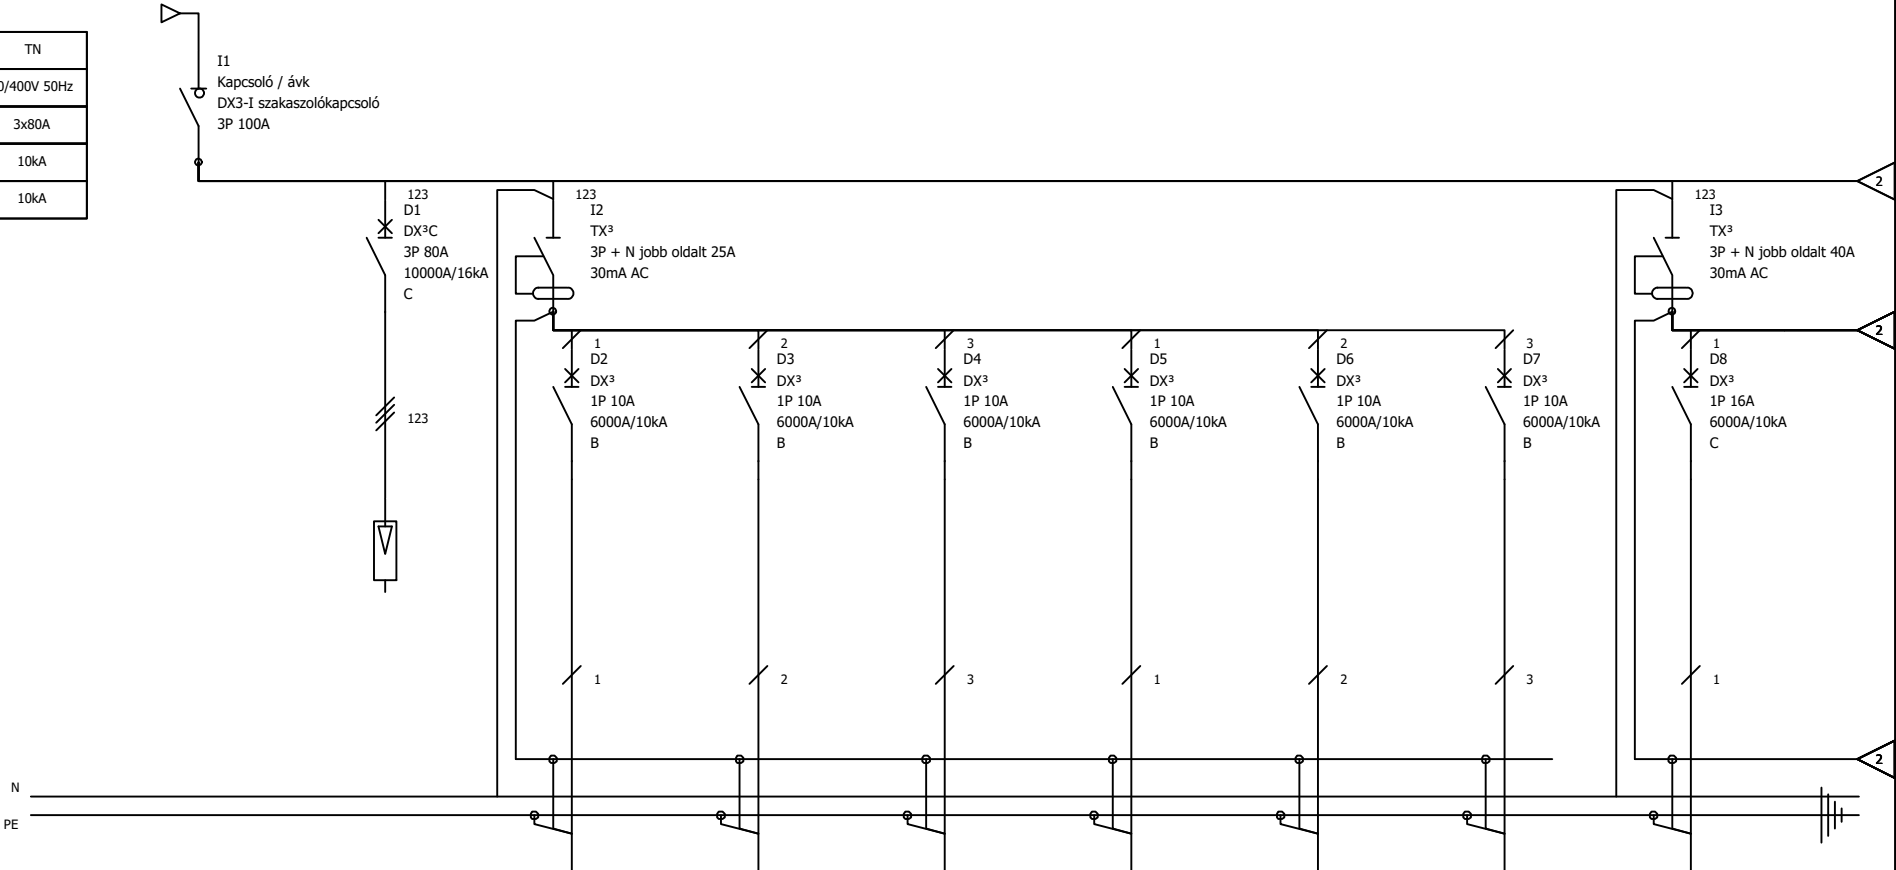 TN
0/400V 50Hz
3x80A
10kA
10kA
I1
Kapcsoló / ávk
DX3-I szakaszolókapcsoló
3P 100A
123
D1
DX³C
3P 80A
10000A/16kA
C
123
123
I2
TX³
3P + N jobb oldalt 25A
30mA AC
123
I3
TX³
3P + N jobb oldalt 40A
30mA AC
2
2
1
D2
DX³
1P 10A
6000A/10kA
B
2
D3
DX³
1P 10A
6000A/10kA
B
3
D4
DX³
1P 10A
6000A/10kA
B
1
D5
DX³
1P 10A
6000A/10kA
B
2
D6
DX³
1P 10A
6000A/10kA
B
3
D7
DX³
1P 10A
6000A/10kA
B
1
D8
DX³
1P 16A
6000A/10kA
C
1
2
3
1
2
3
1
2
N
PE